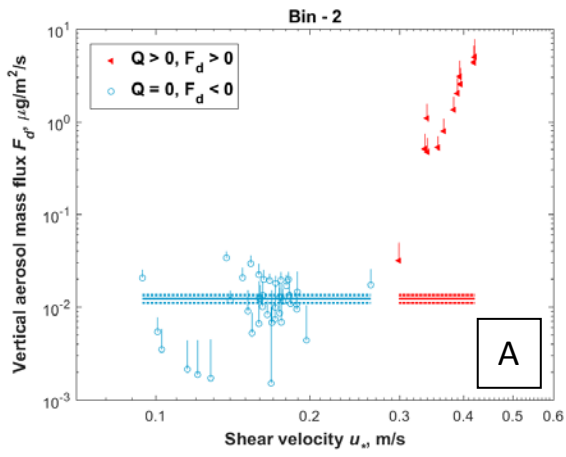 Bin - 2
Vertical aerosol mass flux F_d, μg/m²/s
10¹
10⁰
10⁻¹
10⁻²
10⁻³
Q > 0, F_d > 0
Q = 0, F_d < 0
A
0.1 0.2 0.3 0.4 0.5 0.6
Shear velocity u*, m/s